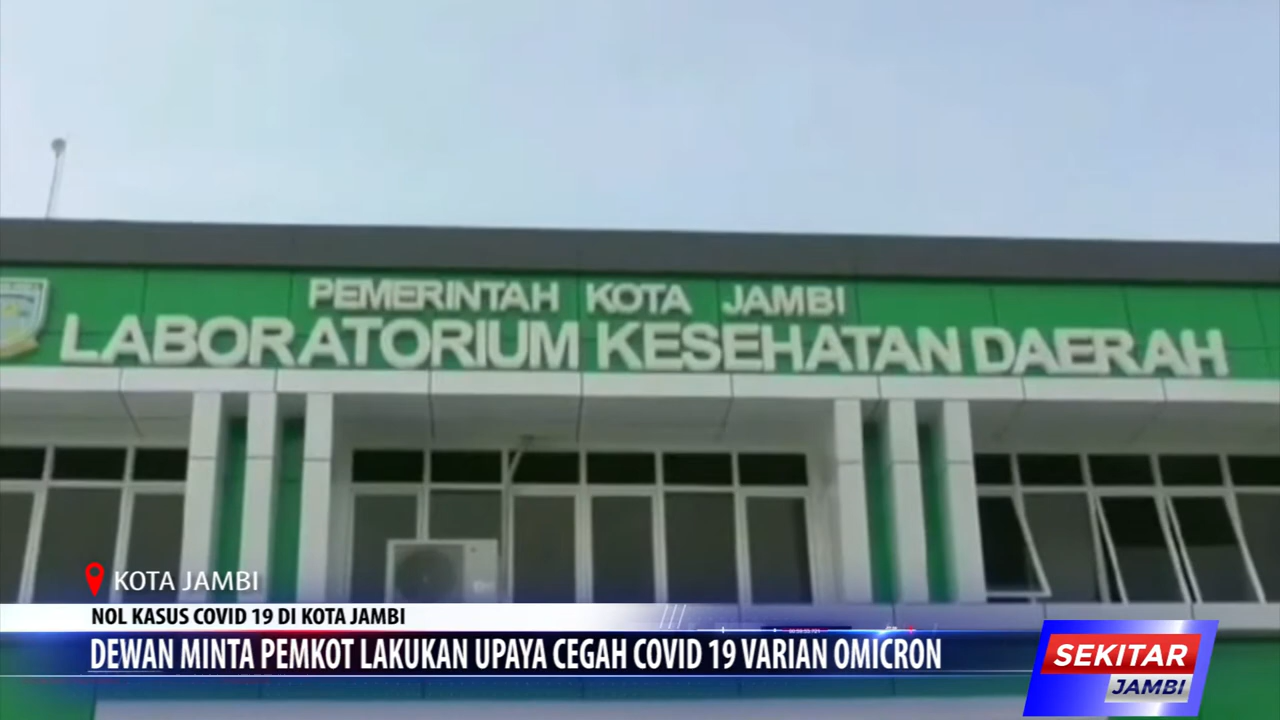 PEMERINTAH KOTA JAMBI
LABORATORIUM KESEHATAN DAERAH
KOTA JAMBI
NOL KASUS COVID 19 DI KOTA JAMBI
DEWAN MINTA PEMKOT LAKUKAN UPAYA CEGAH COVID 19 VARIAN OMICRON
SEKITAR
JAMBI